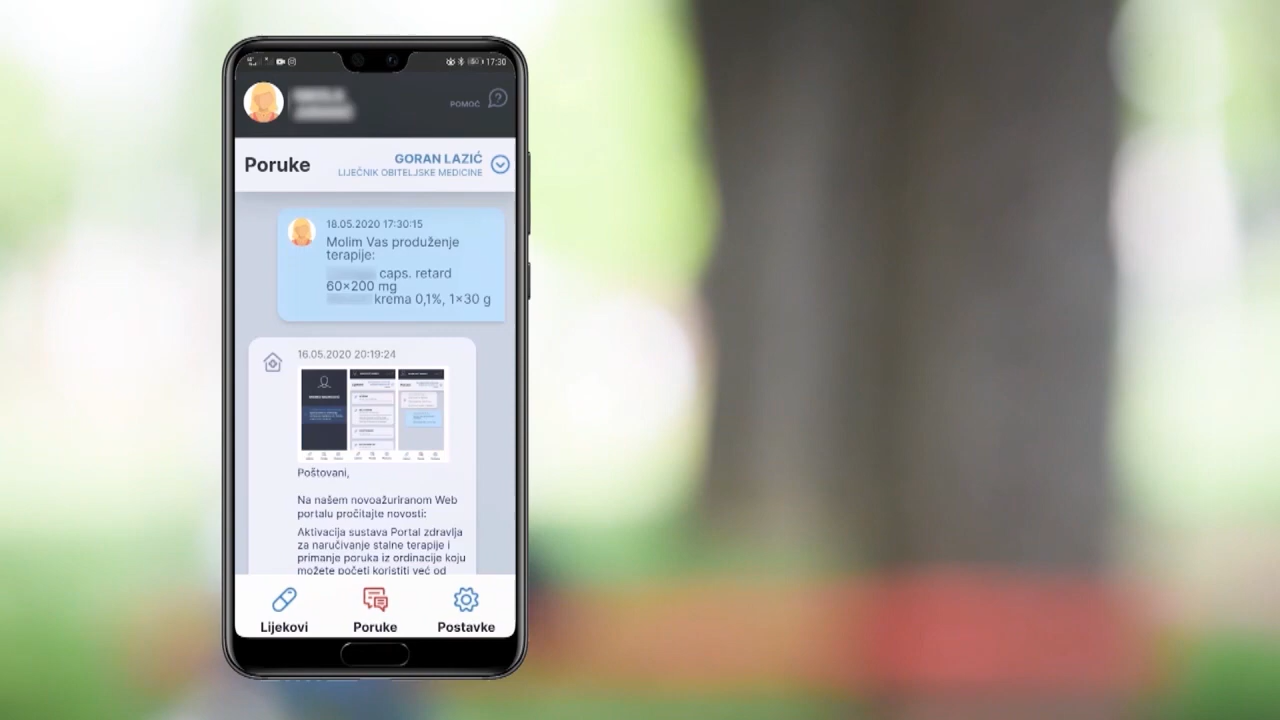 17:30
POMOĆ
Poruke
GORAN LAZIĆ
LIJEČNIK OBITELJSKE MEDICINE
18.05.2020 17:30:15
Molim Vas produženje
terapije:
caps. retard
60×200 mg
krema 0,1%, 1×30 g
16.05.2020 20:19:24
Poštovani,
Na našem novoažuriranom Web
portalu pročitajte novosti:
Aktivacija sustava Portal zdravlja
za naručivanje stalne terapije i
primanje poruka iz ordinacije koju
možete početi koristiti već od
Lijekovi
Poruke
Postavke